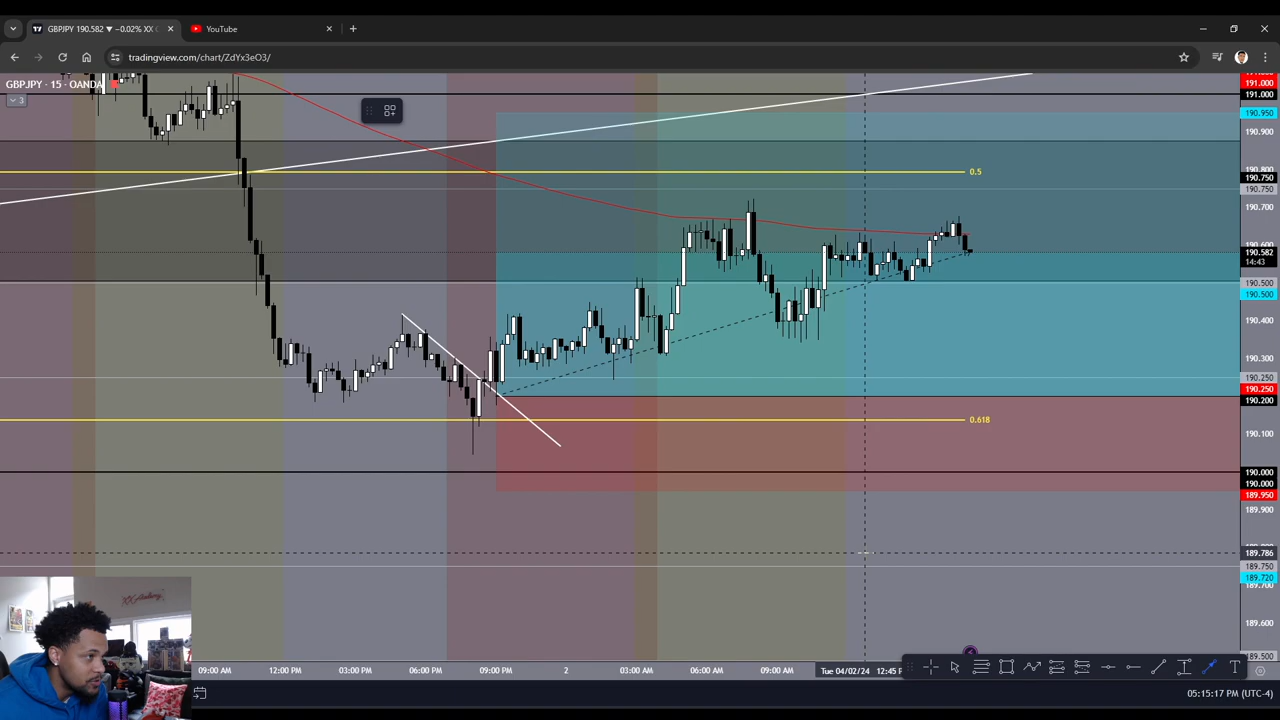 GBPJPY 190.582 ▼ −0.02% XX
YouTube
tradingview.com/chart/ZdYx3eO3/
GBPJPY · 15 · OANDA
3
191.000
191.000
190.950
190.900
190.800
190.750
190.750
190.700
190.600
190.582
14:43
190.500
190.500
190.400
190.300
190.250
190.250
190.200
190.100
190.000
190.000
189.950
189.900
189.786
189.750
189.720
189.700
189.600
189.500
0.5
0.618
09:00 AM
12:00 PM
03:00 PM
06:00 PM
09:00 PM
2
03:00 AM
06:00 AM
09:00 AM
Tue 04/02/24 12:45 P
05:15:17 PM (UTC-4)